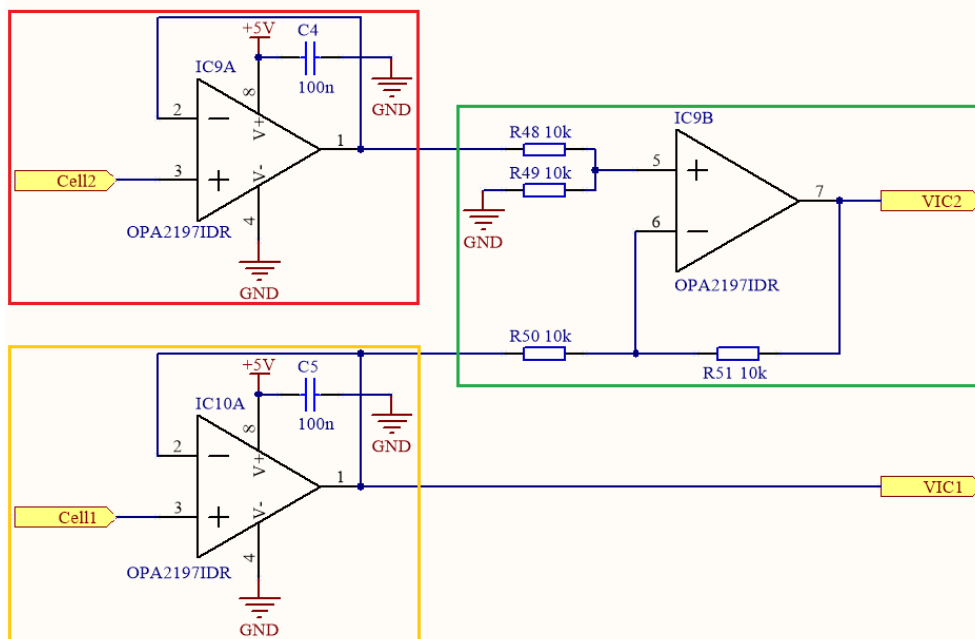 +5V
C4
IC9A
100n
GND
8
2
V+
1
Cell2
3
V-
4
OPA2197IDR
GND
IC9B
R48 10k
5
R49 10k
7
VIC2
GND
6
OPA2197IDR
R50 10k
R51 10k
+5V
C5
IC10A
100n
GND
8
2
V+
1
VIC1
Cell1
3
V-
4
OPA2197IDR
GND